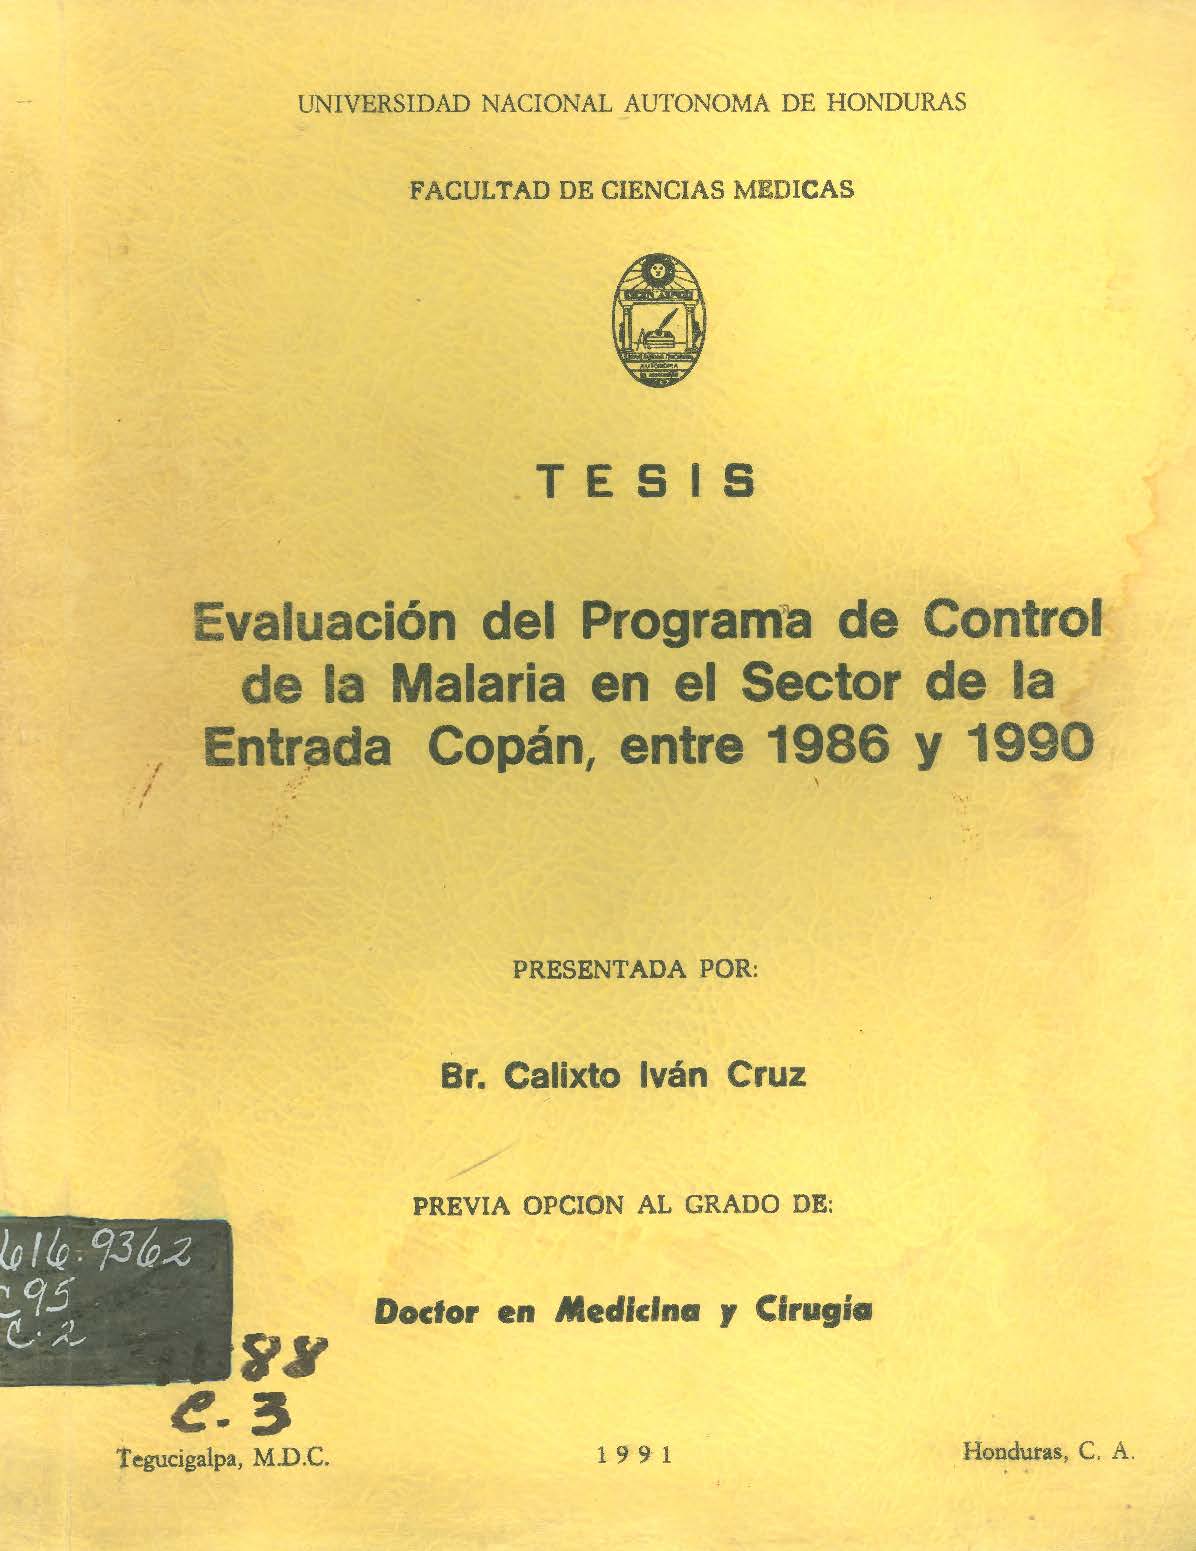 UNIVERSIDAD NACIONAL AUTONOMA DE HONDURAS
FACULTAD DE CIENCIAS MEDICAS
AUTONOMA
TESIS
Evaluación del Programa de Control
de la Malaria en el Sector de la
Entrada Copán, entre 1986 y 1990
PRESENTADA POR:
Br. Calixto Iván Cruz
PREVIA OPCION AL GRADO DE:
Doctor en Medicina y Cirugía
616.9362
C95
C.2
88
C.3
Tegucigalpa, M.D.C. 1991 Honduras, C. A.